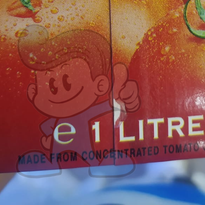 e 1 LITRE
MADE FROM CONCENTRATED TOMATO